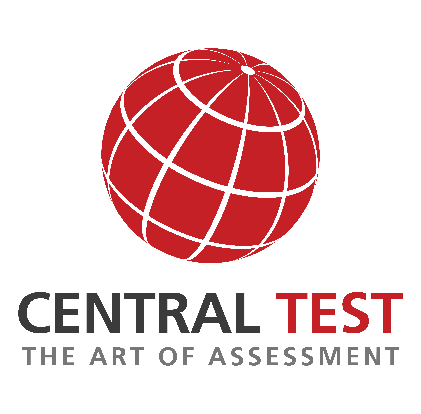 CENTRAL TEST
THE ART OF ASSESSMENT